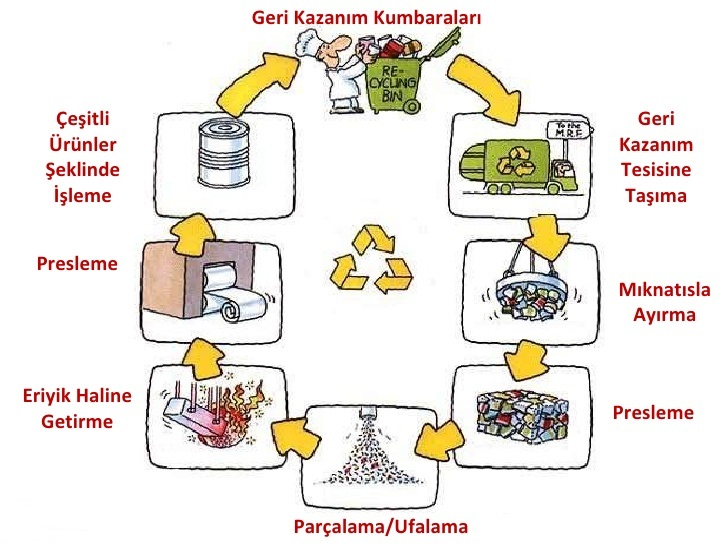 Geri Kazanım Kumbaraları
RE-
CYCLING
BIN
To the
M.R.F.
Geri
Kazanım
Tesisine
Taşıma
Mıknatısla
Ayırma
Presleme
Parçalama/Ufalama
Eriyik Haline
Getirme
Presleme
Çeşitli
Ürünler
Şeklinde
İşleme